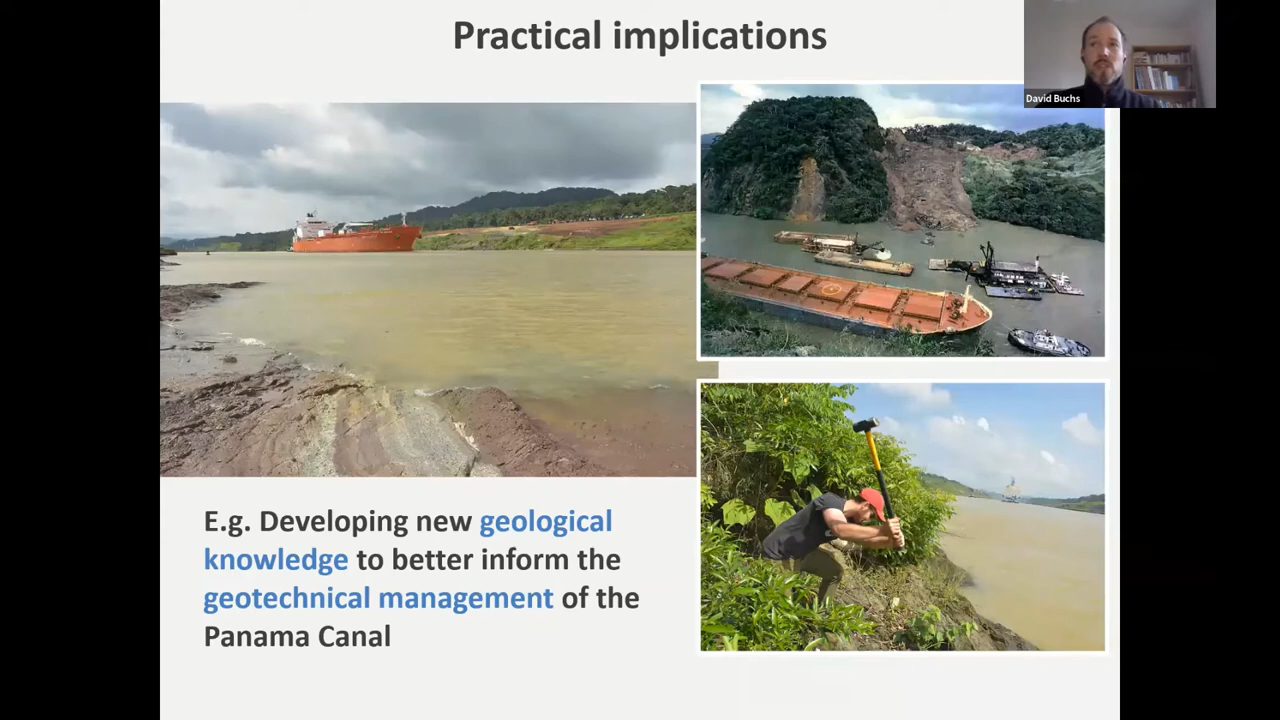 Practical implications
David Buchs
E.g. Developing new geological
knowledge to better inform the
geotechnical management of the
Panama Canal